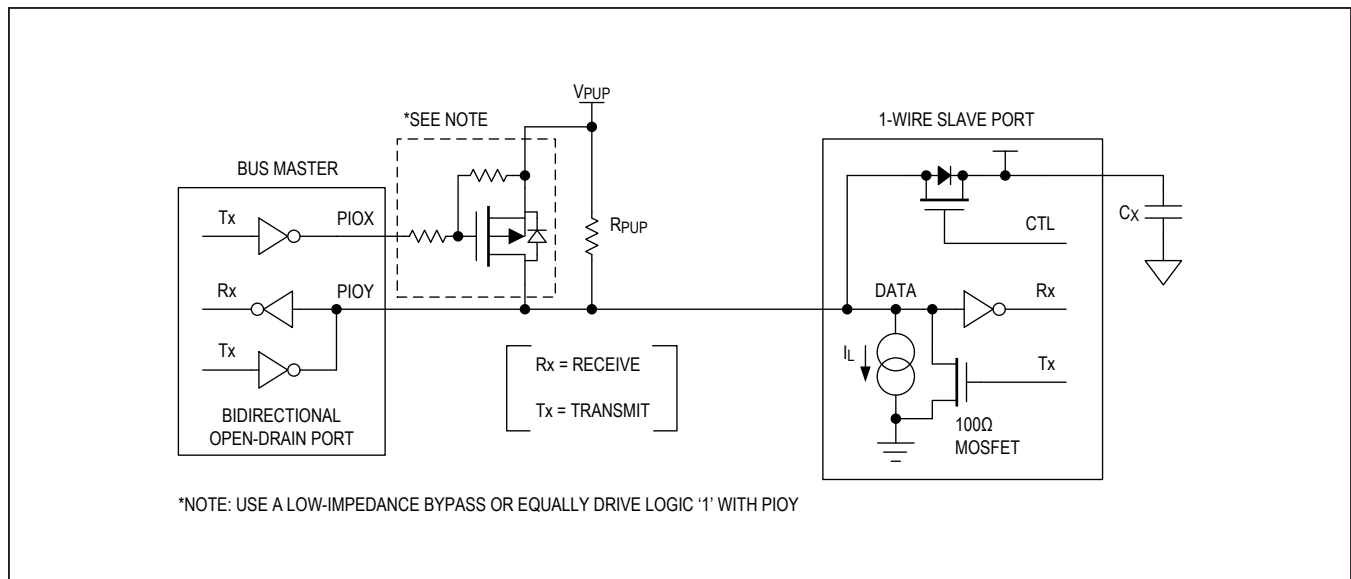 VPUP
*SEE NOTE
1-WIRE SLAVE PORT
BUS MASTER
Tx
PIOX
RPUP
CX
CTL
Rx
PIOY
DATA
Rx
Tx
IL
Tx
Rx = RECEIVE
Tx = TRANSMIT
BIDIRECTIONAL
OPEN-DRAIN PORT
100Ω
MOSFET
*NOTE: USE A LOW-IMPEDANCE BYPASS OR EQUALLY DRIVE LOGIC ‘1’ WITH PIOY